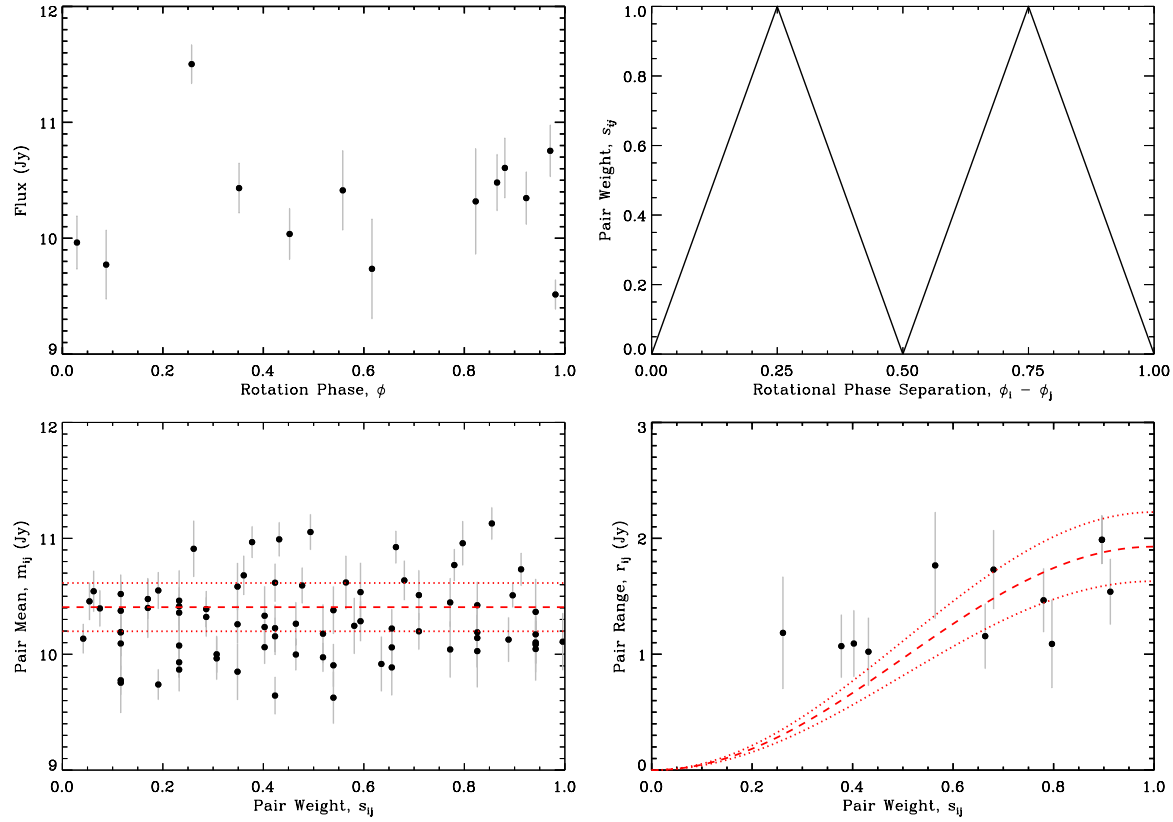 12
11
10
9
Flux (Jy)
0.0 0.2 0.4 0.6 0.8 1.0
Rotation Phase, ϕ
1.0
0.8
0.6
0.4
0.2
0.0
Pair Weight, sij
0.00 0.25 0.50 0.75 1.00
Rotational Phase Separation, ϕi − ϕj
12
11
10
9
Pair Mean, mij (Jy)
0.0 0.2 0.4 0.6 0.8 1.0
Pair Weight, sij
3
2
1
0
Pair Range, rij (Jy)
0.0 0.2 0.4 0.6 0.8 1.0
Pair Weight, sij